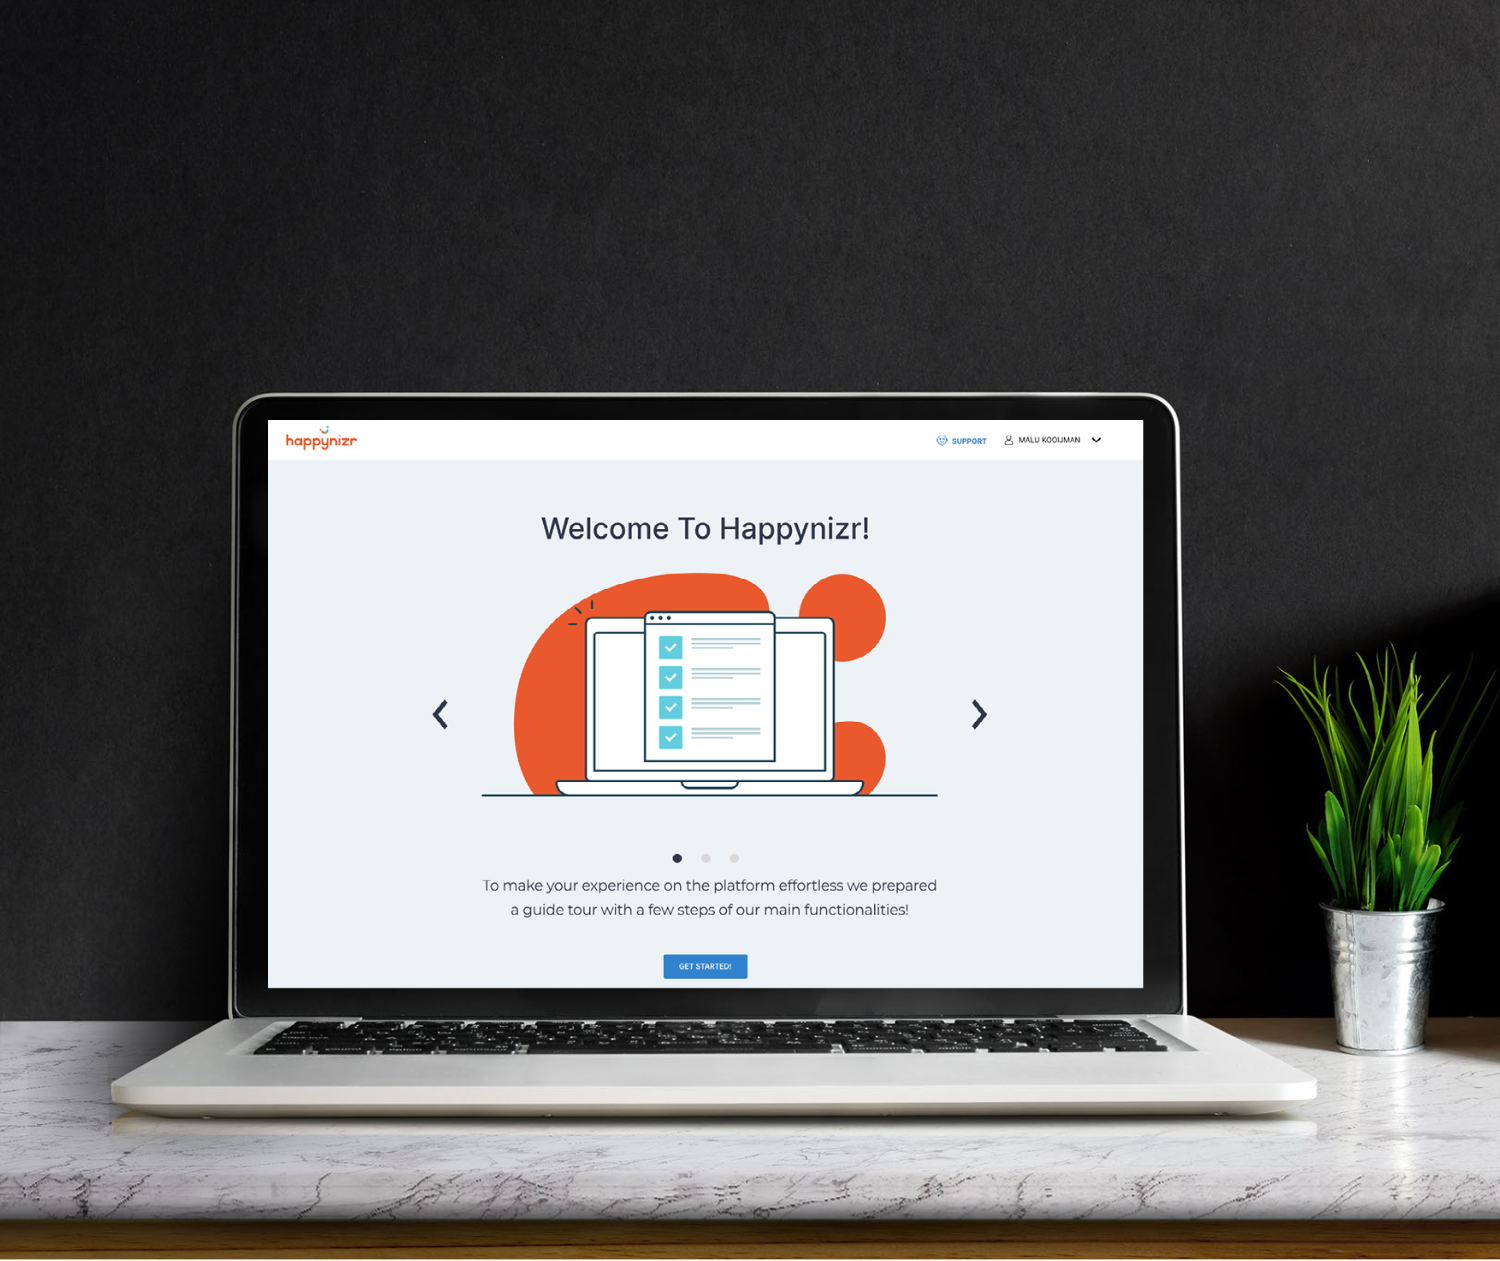 happynizr
SUPPORT
MALU KOOIJMAN
Welcome To Happynizr!
To make your experience on the platform effortless we prepared
a guide tour with a few steps of our main functionalities!
GET STARTED!